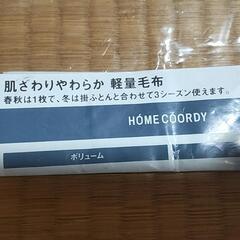 肌ざわりやわらか 軽量毛布
春秋は1枚で、冬は掛ふとんと合わせて3シーズン使えます。
HOME COORDY
ボリューム